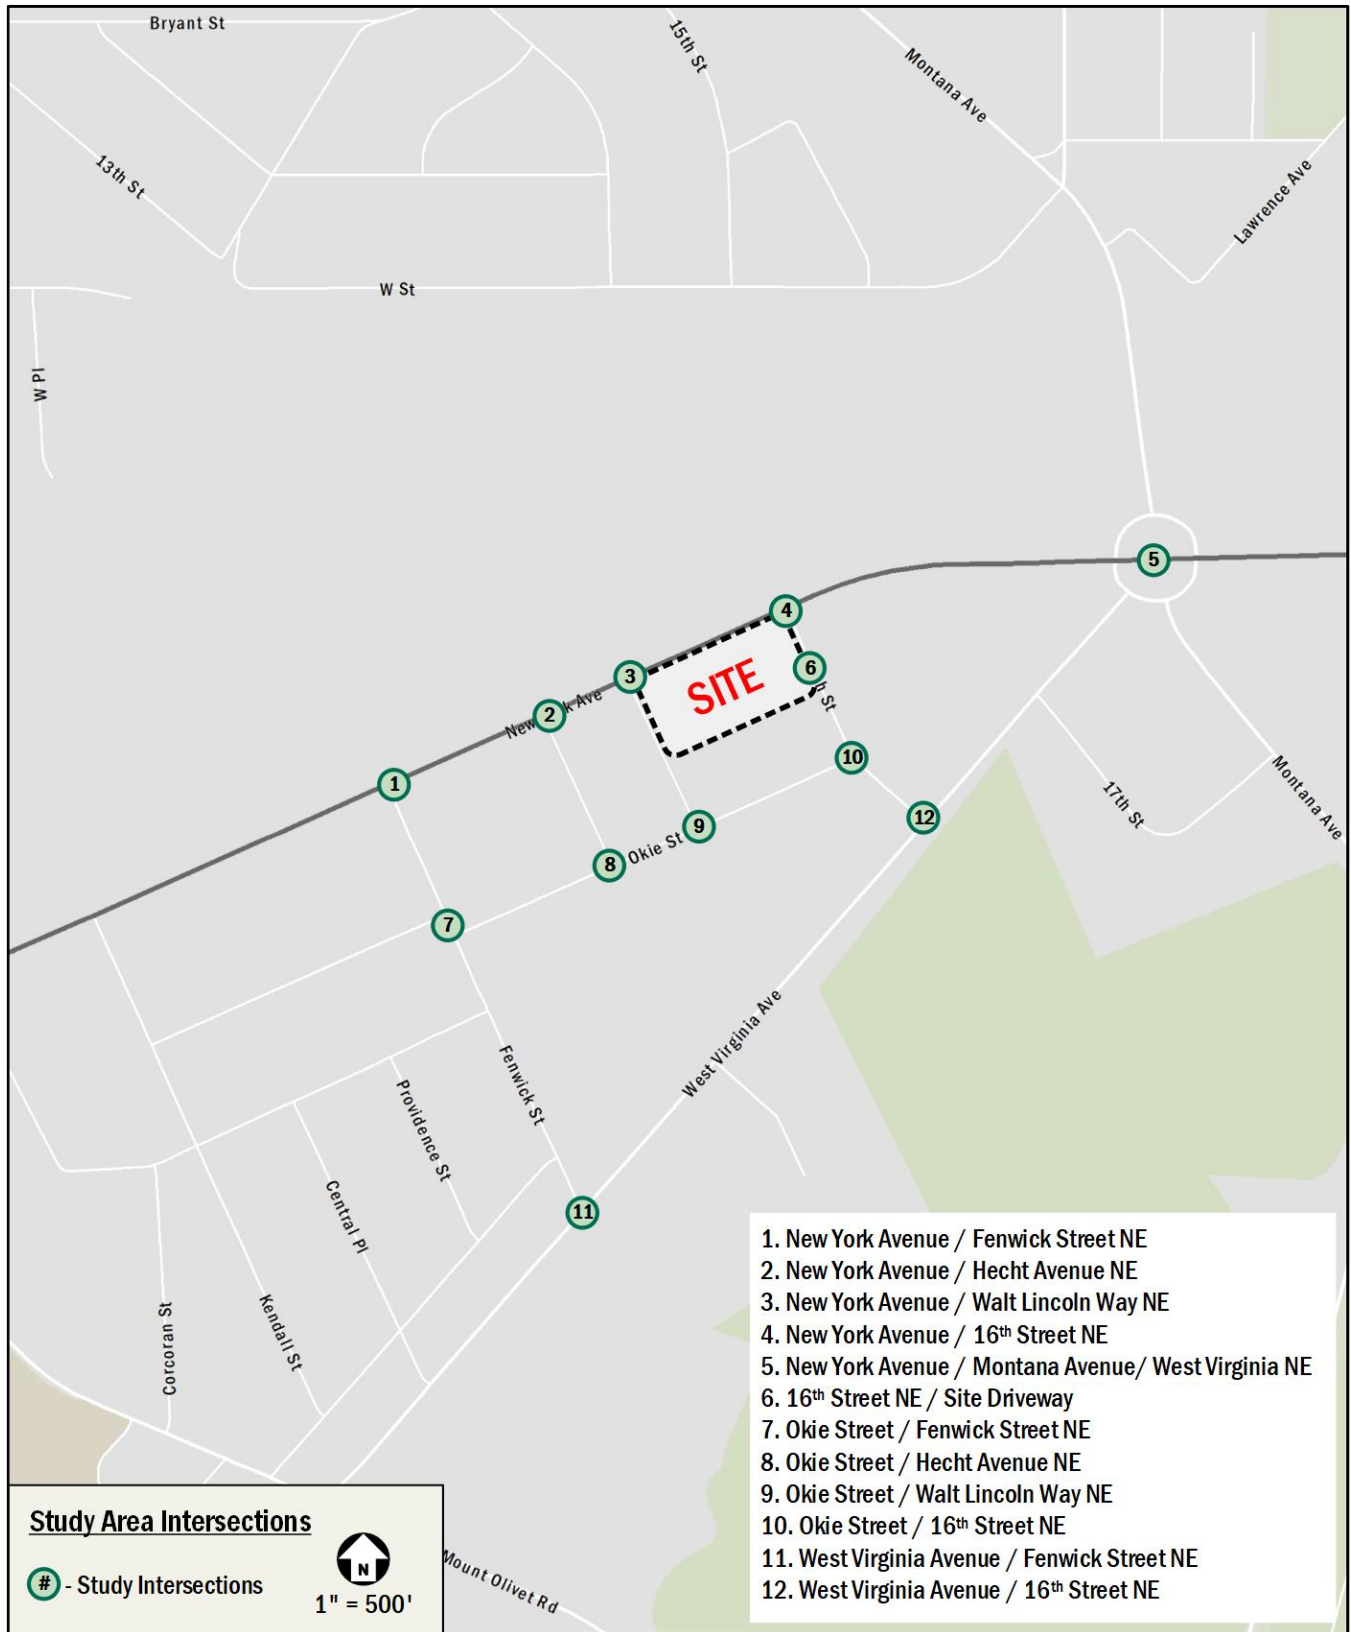 Bryant St
15th St
Montana Ave
13th St
Lawrence Ave
W St
W Pl
5
4
3
SITE
6
h St
2
New
k Ave
1
10
12
9
8
Okie St
7
17th St
Montana Ave
West Virginia Ave
Fenwick St
Providence St
Central Pl
11
Kendall St
Corcoran St
Mount Olivet Rd
1. New York Avenue / Fenwick Street NE
2. New York Avenue / Hecht Avenue NE
3. New York Avenue / Walt Lincoln Way NE
4. New York Avenue / 16th Street NE
5. New York Avenue / Montana Avenue/ West Virginia NE
6. 16th Street NE / Site Driveway
7. Okie Street / Fenwick Street NE
8. Okie Street / Hecht Avenue NE
9. Okie Street / Walt Lincoln Way NE
10. Okie Street / 16th Street NE
11. West Virginia Avenue / Fenwick Street NE
12. West Virginia Avenue / 16th Street NE
Study Area Intersections
# - Study Intersections
N
1" = 500'